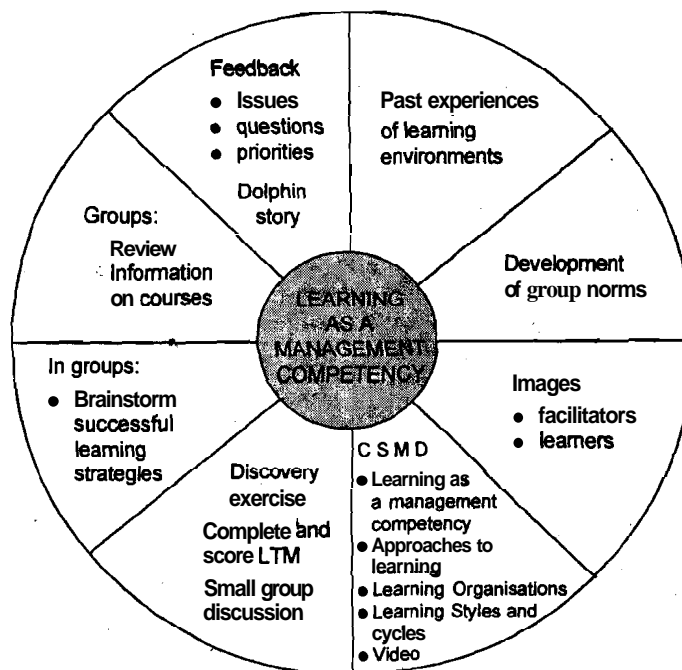 Feedback
• Issues
• questions
• priorities
Dolphin
story
Past experiences
of learning
environments
Development
of group norms
Images
• facilitators
• learners
C S M D
• Learning as
a management
competency
• Approaches to
learning
• Learning Organisations
• Learning Styles and
cycles
• Video
Discovery
exercise
Complete and
score LTM
Small group
discussion
In groups:
• Brainstorm
successful
learning
strategies
Groups:
Review
Information
on courses
LEARNING
AS A
MANAGEMENT
COMPETENCY